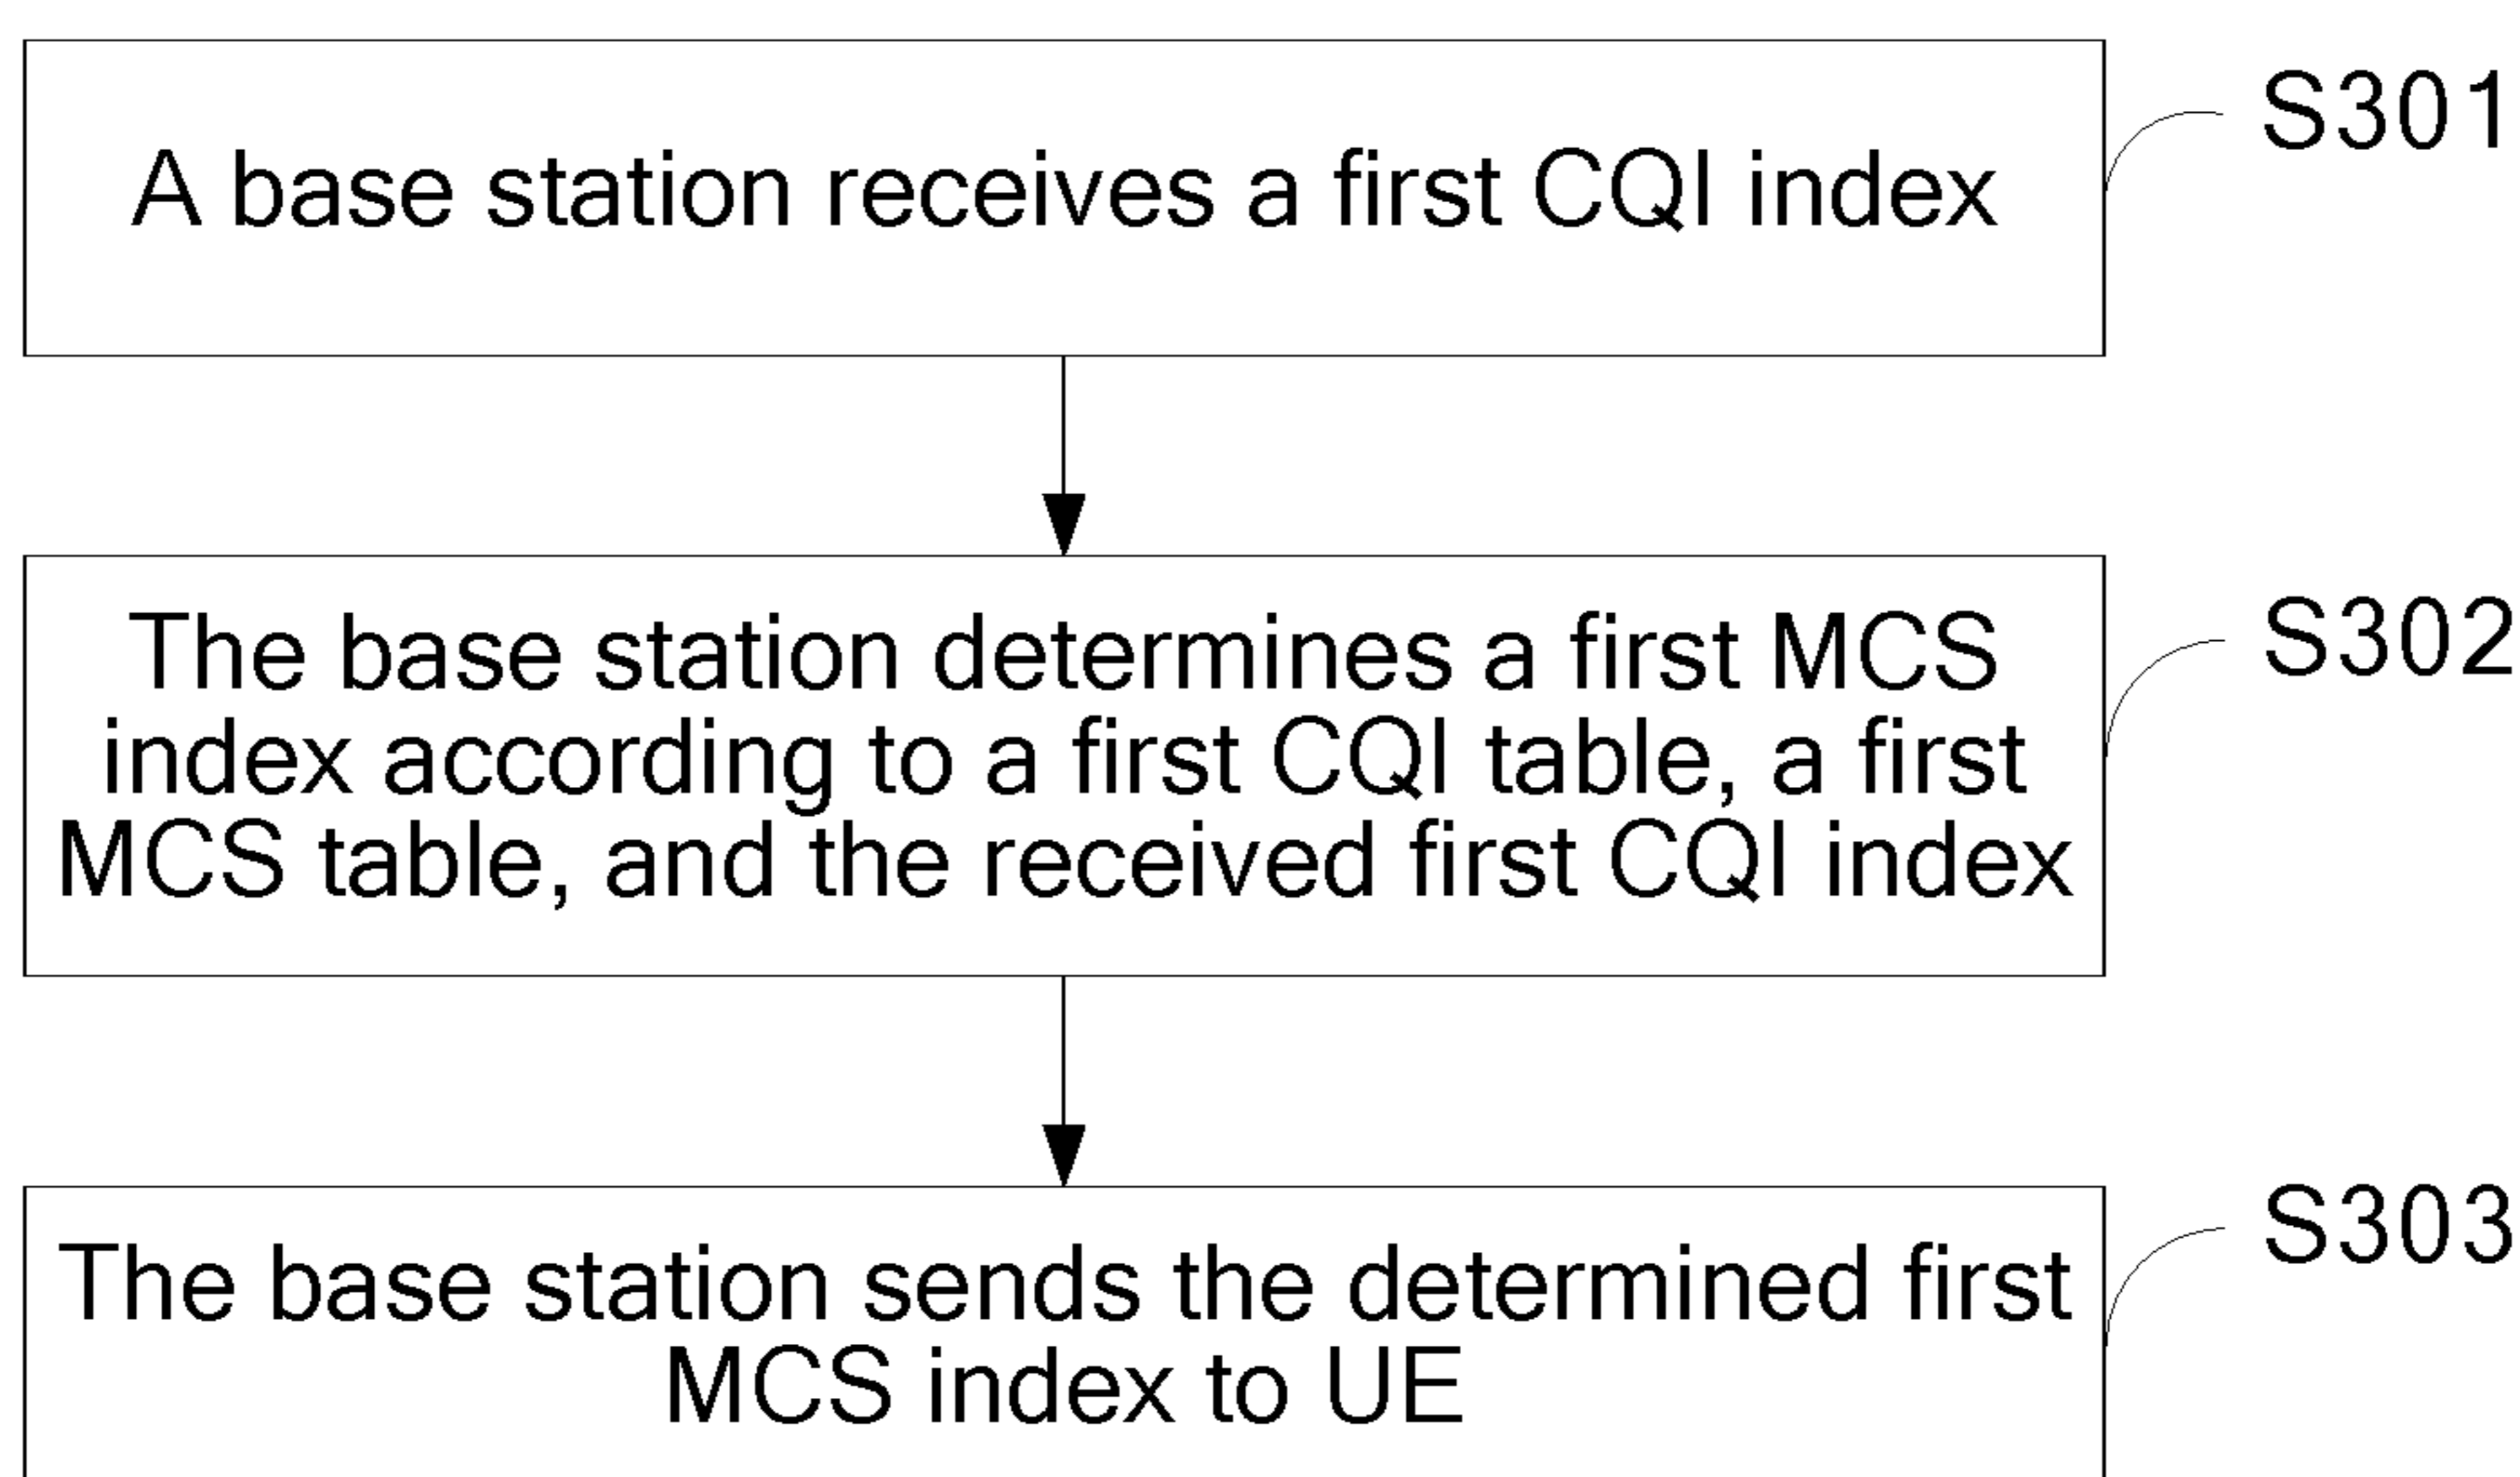 A base station receives a first CQI index
S301
The base station determines a first MCS
index according to a first CQI table, a first
MCS table, and the received first CQI index
S302
The base station sends the determined first
MCS index to UE
S303